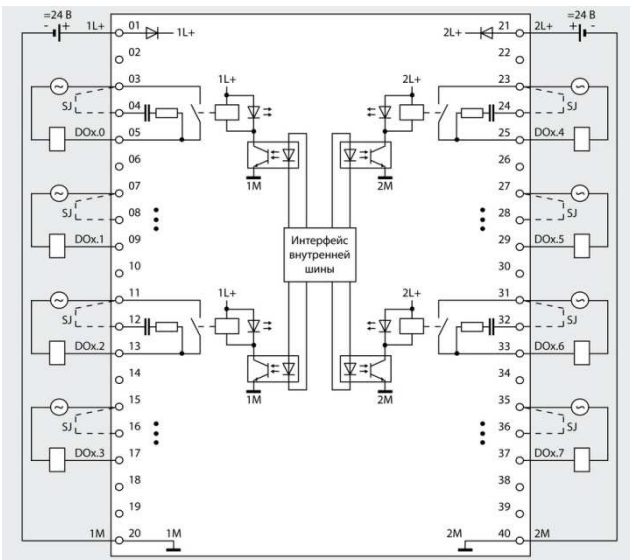 =24 В
- +
1L+
01
1L+
02
03
SJ
04
DOx.0
05
06
07
SJ
08
DOx.1
09
10
11
SJ
12
DOx.2
13
14
15
SJ
16
DOx.3
17
18
19
1M
20
1M
1L+
1M
1L+
1M
Интерфейс
внутренней
шины
2L+
2M
2L+
2M
=24 В
+ -
2L+
21
2L+
22
23
SJ
24
25
DOx.4
26
27
SJ
28
29
DOx.5
30
31
SJ
32
33
DOx.6
34
35
SJ
36
37
DOx.7
38
39
2M
40
2M